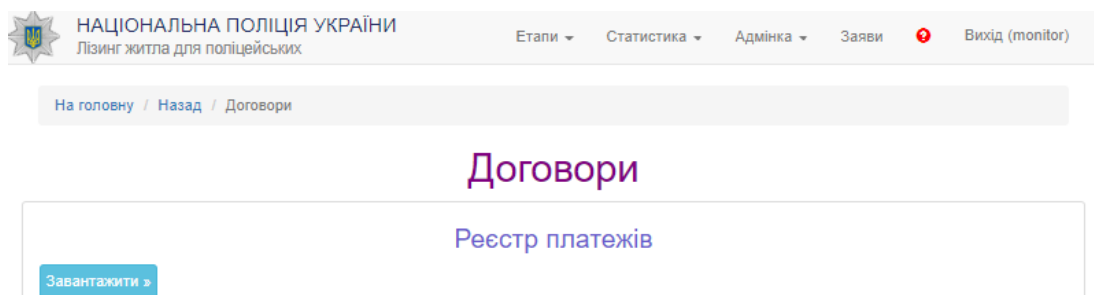 НАЦІОНАЛЬНА ПОЛІЦІЯ УКРАЇНИ
Лізинг житла для поліцейських
Етапи Статистика Адмінка Заяви Вихід (monitor)
На головну / Назад / Договори
Договори
Реєстр платежів
Завантажити »